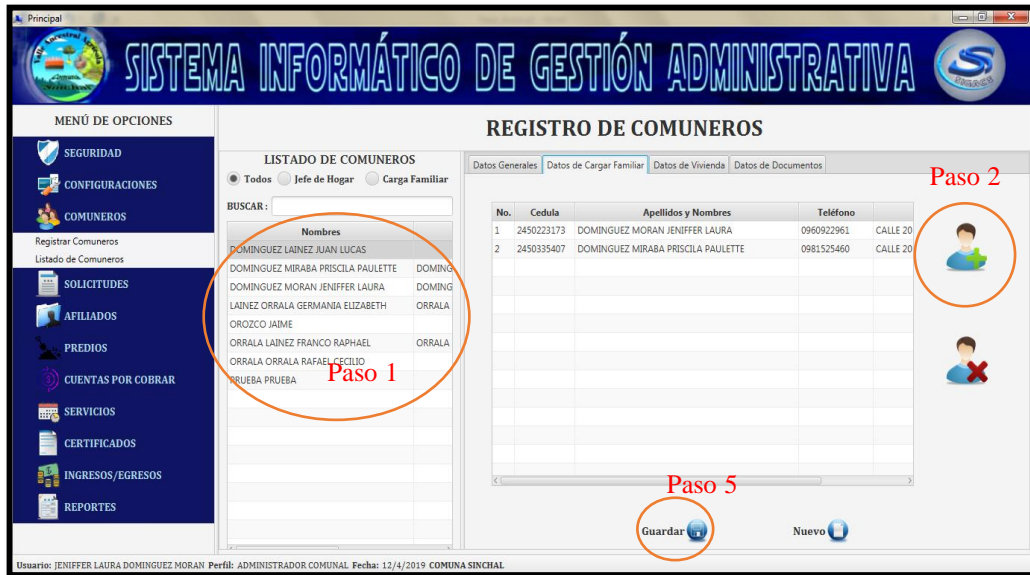 Principal
Valle Ancestral Agrícola
Comuna
SISTEMA INFORMÁTICO DE GESTIÓN ADMINISTRATIVA
MENÚ DE OPCIONES
SEGURIDAD
CONFIGURACIONES
COMUNEROS
Registrar Comuneros
Listado de Comuneros
SOLICITUDES
AFILIADOS
PREDIOS
CUENTAS POR COBRAR
SERVICIOS
CERTIFICADOS
INGRESOS/EGRESOS
REPORTES
REGISTRO DE COMUNEROS
LISTADO DE COMUNEROS
Todos Jefe de Hogar Carga Familiar
BUSCAR :
Nombres
DOMINGUEZ LAINEZ JUAN LUCAS
DOMINGUEZ MIRABA PRISCILA PAULETTE DOMING
DOMINGUEZ MORAN JENIFFER LAURA DOMING
LAINEZ ORRALA GERMANIA ELIZABETH ORRALA
OROZCO JAIME
ORRALA LAINEZ FRANCO RAPHAEL ORRALA
ORRALA ORRALA RAFAEL CECILIO
PRUEBA PRUEBA
Paso 1
Datos Generales Datos de Cargar Familiar Datos de Vivienda Datos de Documentos
Paso 2
No. Cedula Apellidos y Nombres Teléfono
1 2450223173 DOMINGUEZ MORAN JENIFFER LAURA 0960922961 CALLE 20
2 2450335407 DOMINGUEZ MIRABA PRISCILA PAULETTE 0981525460 CALLE 20
Paso 5
Guardar Nuevo
Usuario: JENIFFER LAURA DOMINGUEZ MORAN Perfil: ADMINISTRADOR COMUNAL Fecha: 12/4/2019 COMUNA SINCHAL